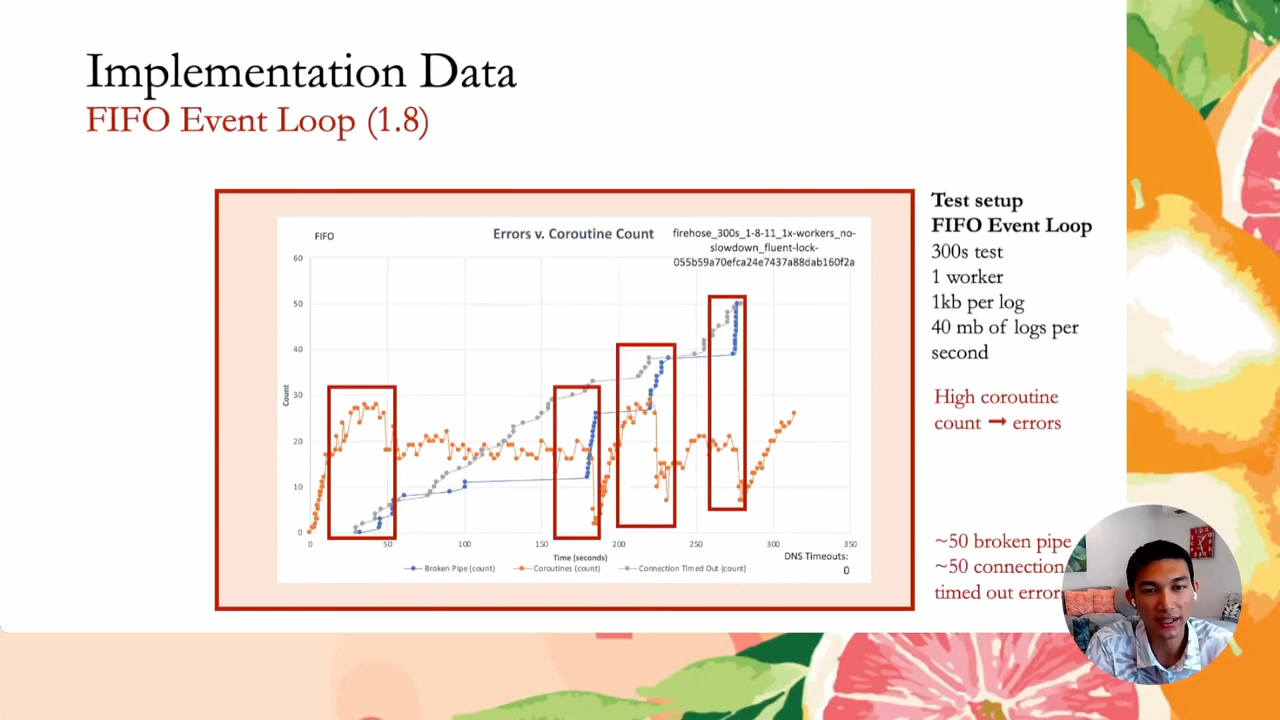 Implementation Data
FIFO Event Loop (1.8)
FIFO
Errors v. Coroutine Count
firehose_300s_1-8-11_1x-workers_no-
slowdown_fluent-lock-
055b59a70efca24e7437a88dab160f2a
60
50
40
30
20
10
0
Count
0 50 100 150 200 250 300 350
Time (seconds)
Broken Pipe (count) Coroutines (count) Connection Timed Out (count)
DNS Timeouts:
0
Test setup
FIFO Event Loop
300s test
1 worker
1kb per log
40 mb of logs per
second
High coroutine
count ➞ errors
~50 broken pipe
~50 connection
timed out error